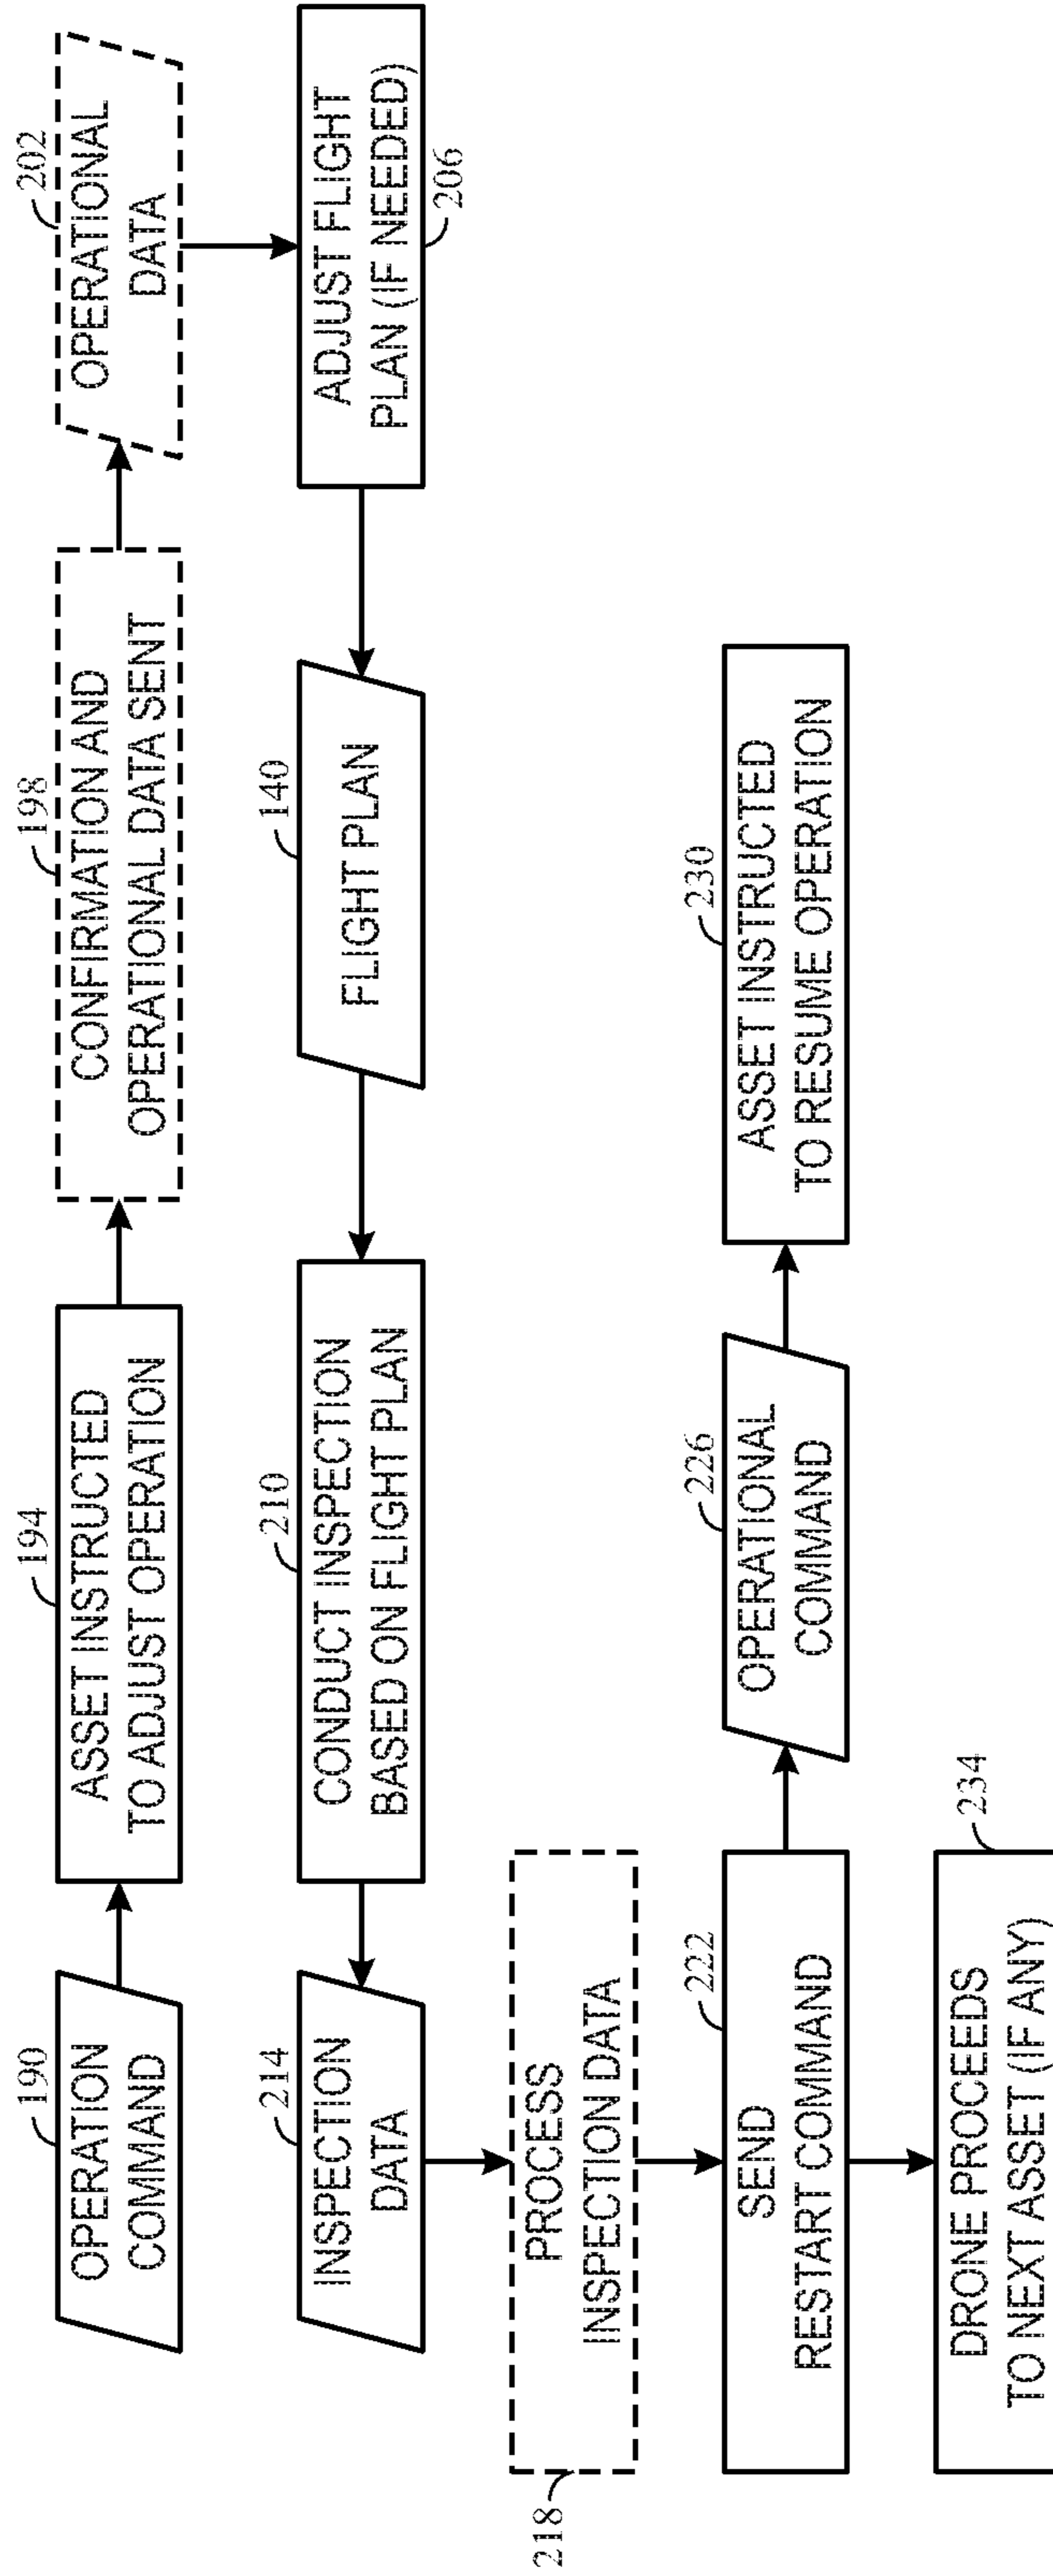 190
OPERATION
COMMAND
194
ASSET INSTRUCTED
TO ADJUST OPERATION
198
CONFIRMATION AND
OPERATIONAL DATA SENT
202
OPERATIONAL
DATA
ADJUST FLIGHT
PLAN (IF NEEDED)
206
140
FLIGHT PLAN
210
CONDUCT INSPECTION
BASED ON FLIGHT PLAN
214
INSPECTION
DATA
PROCESS
INSPECTION DATA
218
222
SEND
RESTART COMMAND
226
OPERATIONAL
COMMAND
230
ASSET INSTRUCTED
TO RESUME OPERATION
234
DRONE PROCEEDS
TO NEXT ASSET (IF ANY)